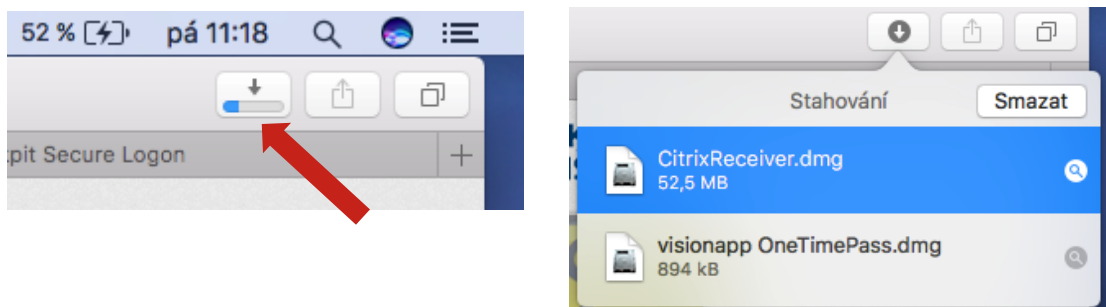 52 % pá 11:18
pit Secure Logon
Stahování Smazat
CitrixReceiver.dmg
52,5 MB
visionapp OneTimePass.dmg
894 kB